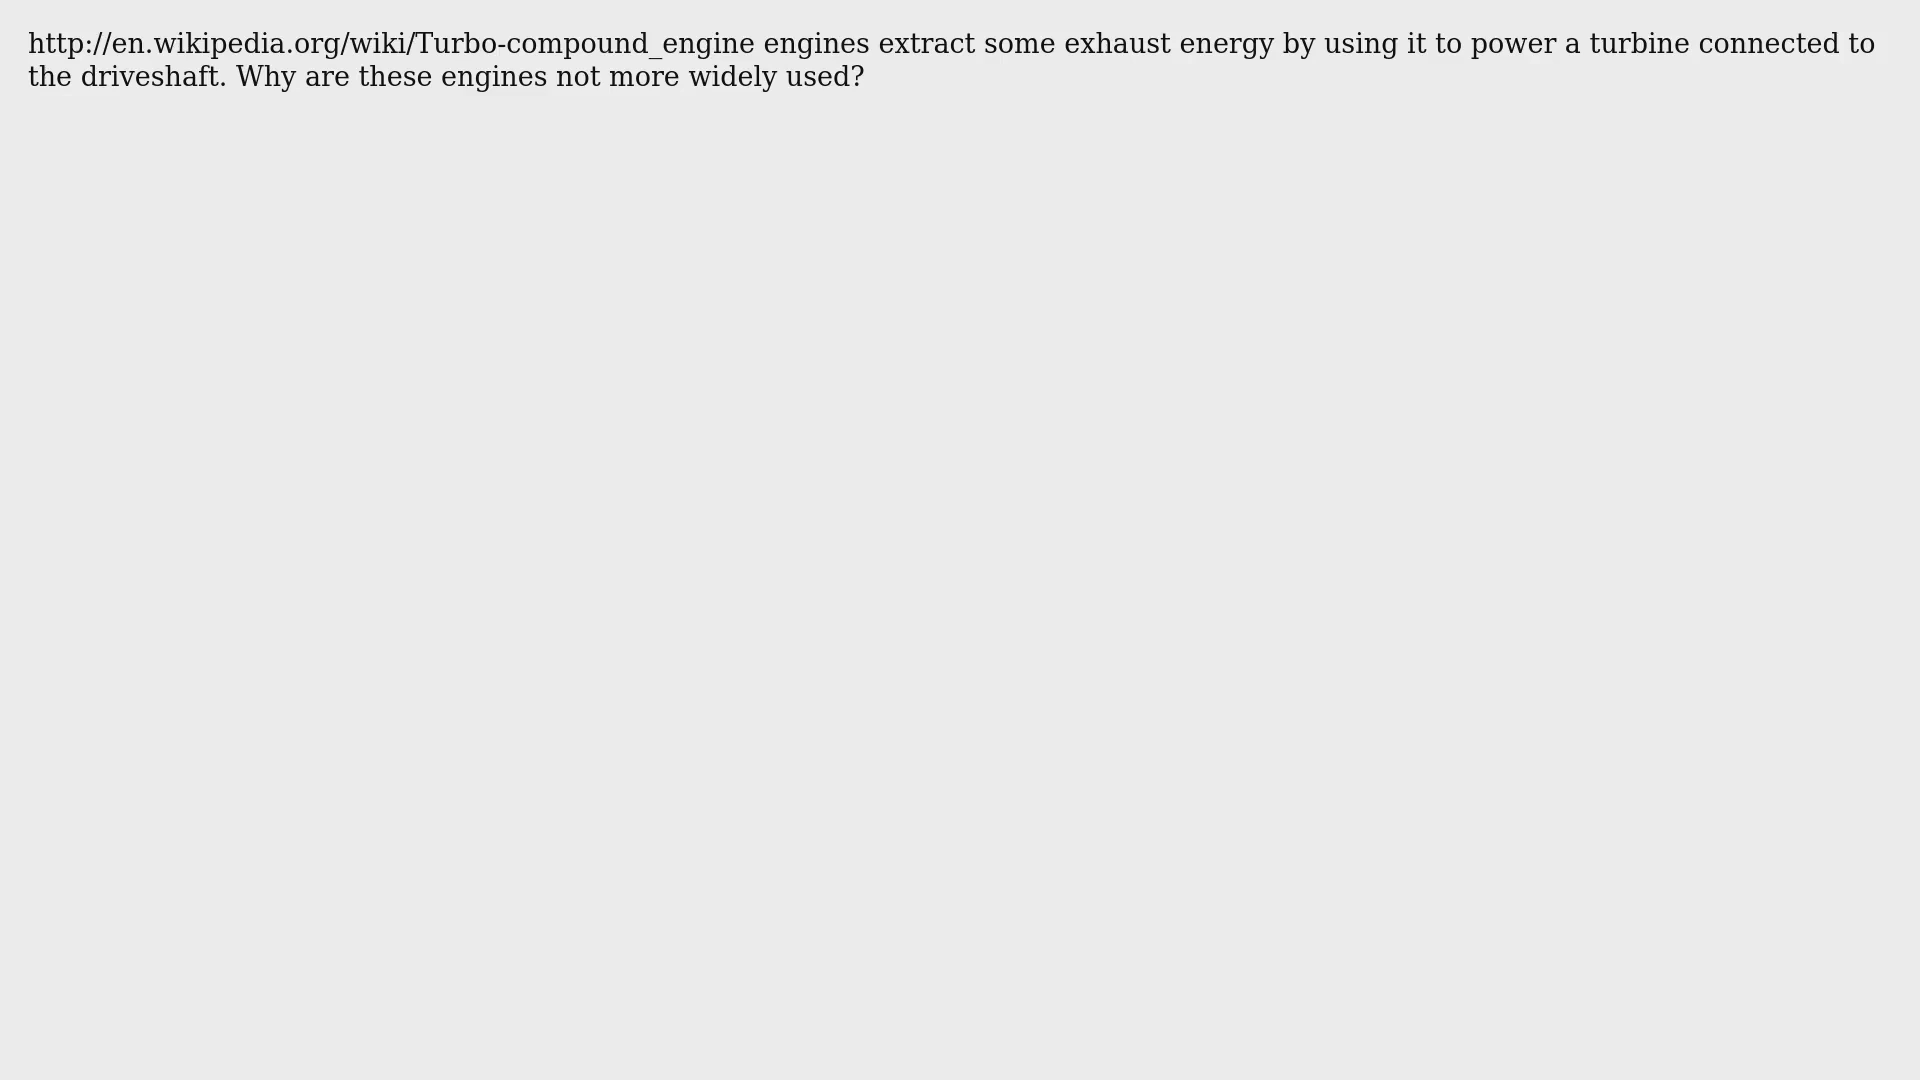 http://en.wikipedia.org/wiki/Turbo-compound_engine engines extract some exhaust energy by using it to power a turbine connected to
the driveshaft. Why are these engines not more widely used?